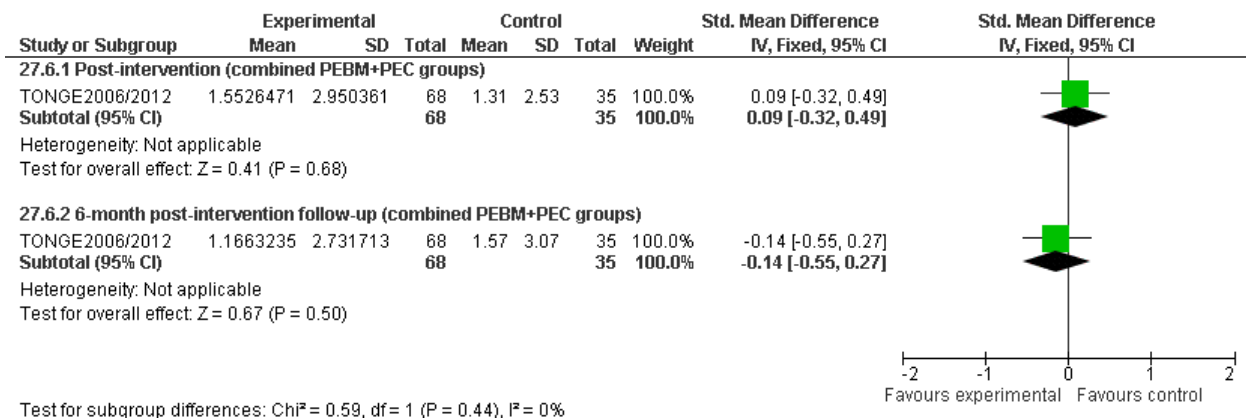 Experimental Control Std. Mean Difference Std. Mean Difference
Study or Subgroup Mean SD Total Mean SD Total Weight IV, Fixed, 95% CI IV, Fixed, 95% CI
27.6.1 Post-intervention (combined PEBM+PEC groups)
TONGE2006/2012 1.5526471 2.950361 68 1.31 2.53 35 100.0% 0.09 [-0.32, 0.49]
Subtotal (95% CI) 68 35 100.0% 0.09 [-0.32, 0.49]
Heterogeneity: Not applicable
Test for overall effect: Z = 0.41 (P = 0.68)
27.6.2 6-month post-intervention follow-up (combined PEBM+PEC groups)
TONGE2006/2012 1.1663235 2.731713 68 1.57 3.07 35 100.0% -0.14 [-0.55, 0.27]
Subtotal (95% CI) 68 35 100.0% -0.14 [-0.55, 0.27]
Heterogeneity: Not applicable
Test for overall effect: Z = 0.67 (P = 0.50)
-2 -1 0 1 2
Favours experimental Favours control
Test for subgroup differences: Chi² = 0.59, df = 1 (P = 0.44), I² = 0%